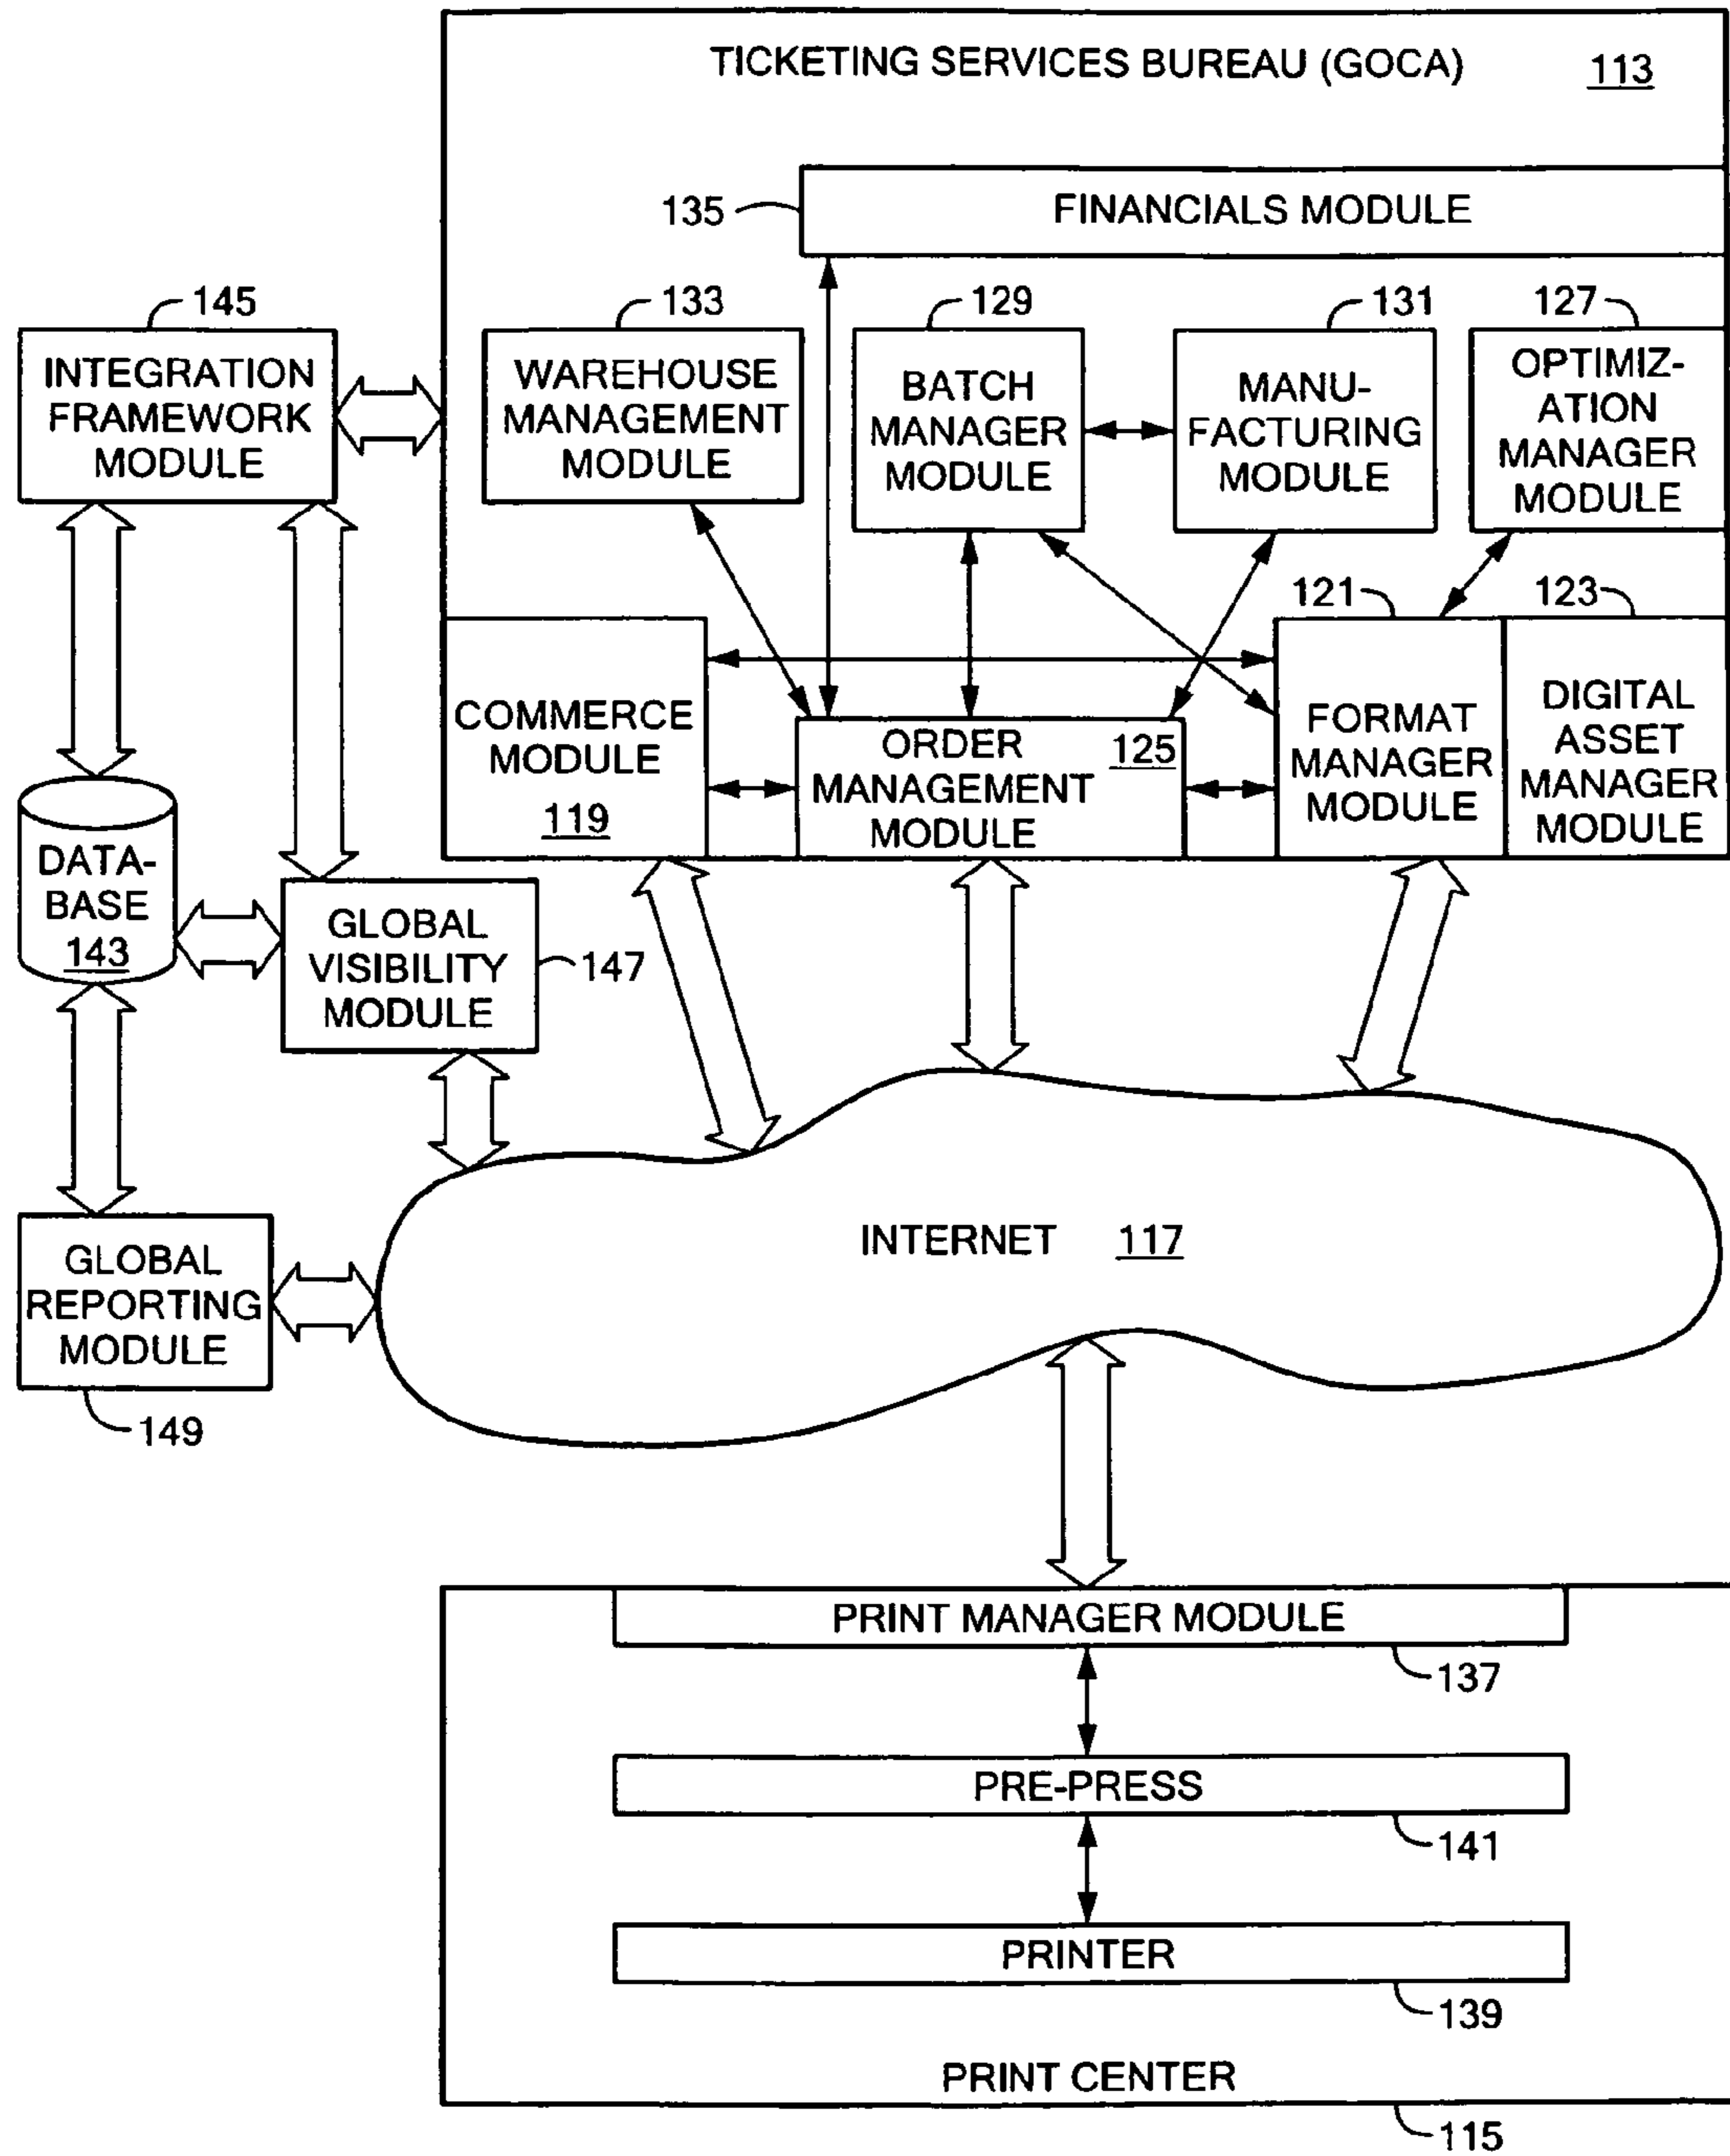 TICKETING SERVICES BUREAU (GOCA) 113
135 FINANCIALS MODULE
145
133
129
131
127
INTEGRATION
FRAMEWORK
MODULE
WAREHOUSE
MANAGEMENT
MODULE
BATCH
MANAGER
MODULE
MANU-
FACTURING
MODULE
OPTIMIZ-
ATION
MANAGER
MODULE
121
123
COMMERCE
MODULE
119
ORDER 125
MANAGEMENT
MODULE
FORMAT
MANAGER
MODULE
DIGITAL
ASSET
MANAGER
MODULE
DATA-
BASE
143
GLOBAL
VISIBILITY
MODULE
147
INTERNET 117
GLOBAL
REPORTING
MODULE
149
PRINT MANAGER MODULE
137
PRE-PRESS
141
PRINTER
139
PRINT CENTER
115